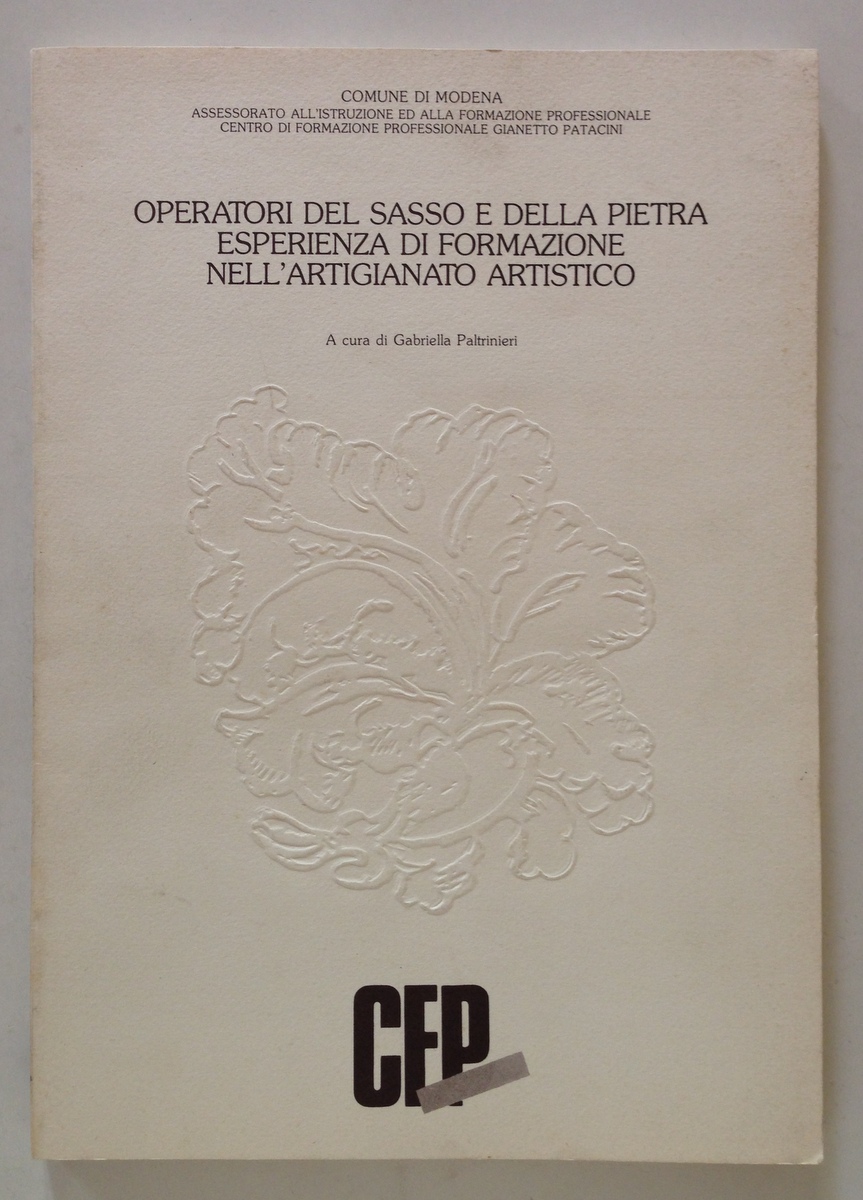 COMUNE DI MODENA
ASSESSORATO ALL'ISTRUZIONE ED ALLA FORMAZIONE PROFESSIONALE
CENTRO DI FORMAZIONE PROFESSIONALE GIANETTO PATACINI
OPERATORI DEL SASSO E DELLA PIETRA
ESPERIENZA DI FORMAZIONE
NELL'ARTIGIANATO ARTISTICO
A cura di Gabriella Paltrinieri
CFP